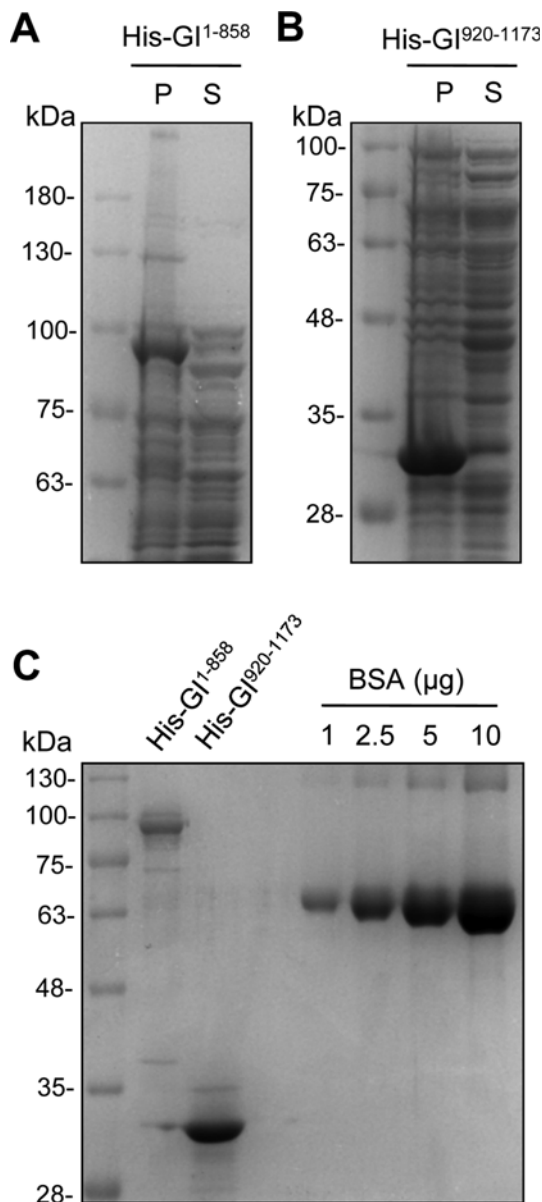 A
His-GI1-858
P S
kDa
180-
130-
100-
75-
63-
B
His-GI920-1173
P S
kDa
100-
75-
63-
48-
35-
28-
C
His-GI1-858
His-GI920-1173
BSA (µg)
1 2.5 5 10
kDa
130-
100-
75-
63-
48-
35-
28-